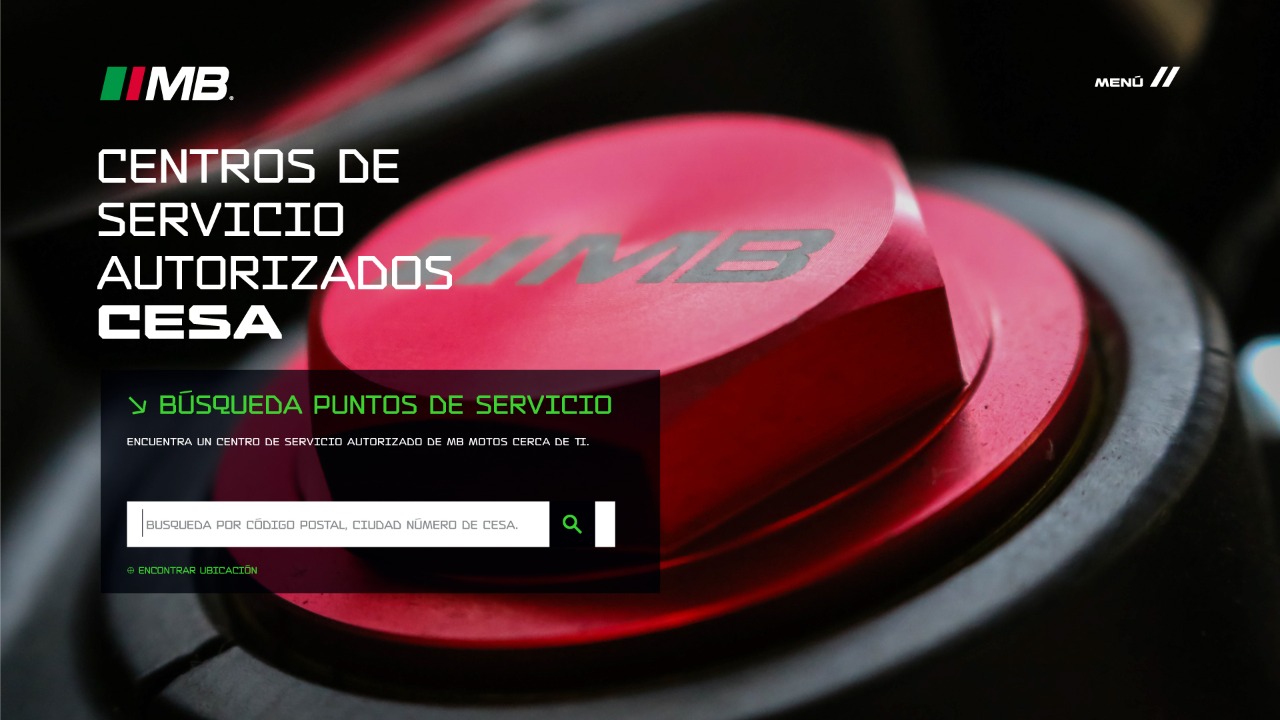 MB
MENÚ
CENTROS DE
SERVICIO
AUTORIZADOS
CESA
MB
BÚSQUEDA PUNTOS DE SERVICIO
ENCUENTRA UN CENTRO DE SERVICIO AUTORIZADO DE MB MOTOS CERCA DE TI.
BUSQUEDA POR CÓDIGO POSTAL, CIUDAD NÚMERO DE CESA.
ENCONTRAR UBICACIÓN